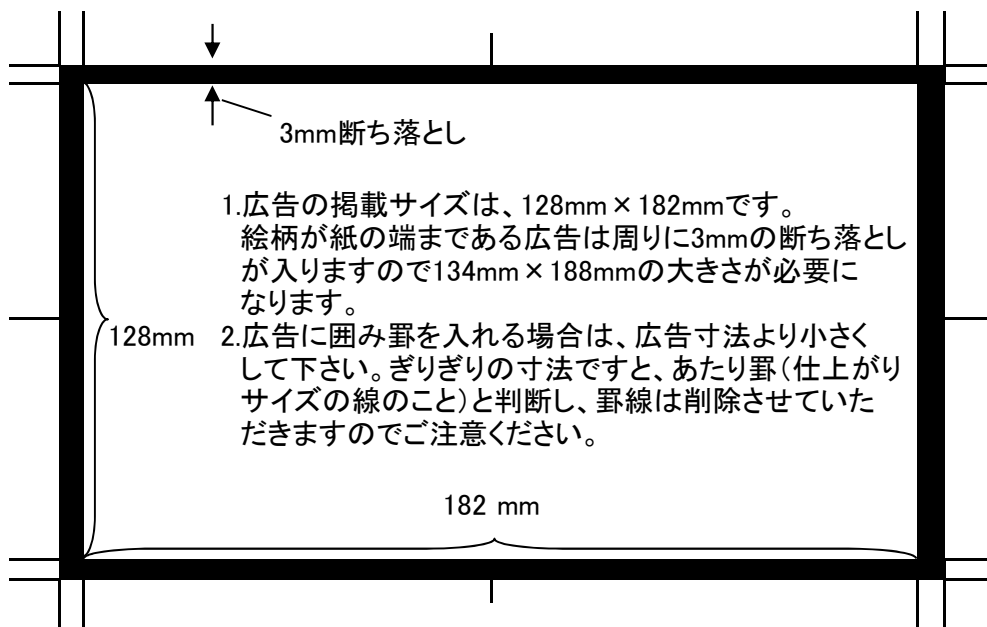 3mm断ち落とし
1.広告の掲載サイズは、128mm×182mmです。
絵柄が紙の端まである広告は周りに3mmの断ち落とし
が入りますので134mm×188mmの大きさが必要に
なります。
128mm
2.広告に囲み罫を入れる場合は、広告寸法より小さく
して下さい。ぎりぎりの寸法ですと、あたり罫(仕上がり
サイズの線のこと)と判断し、罫線は削除させていた
だきますのでご注意ください。
182 mm